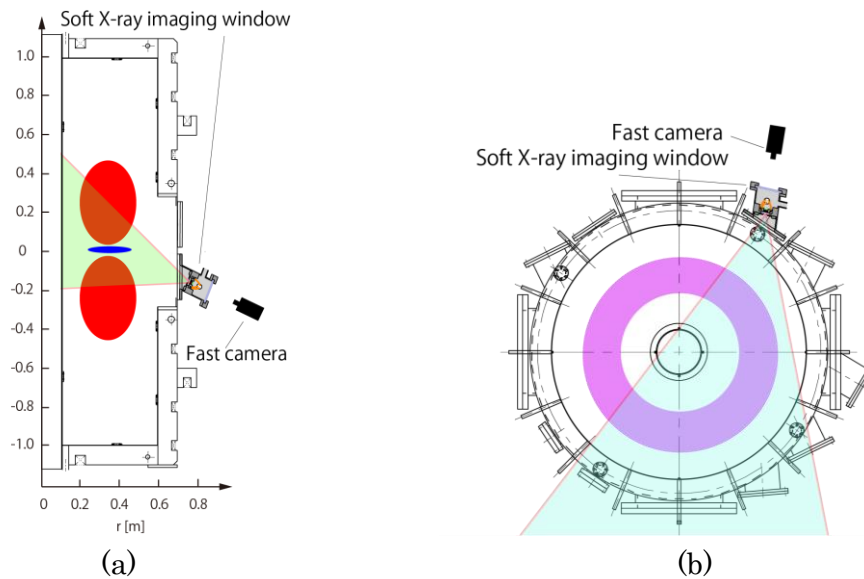 Soft X-ray imaging window
1.0
0.8
0.6
0.4
0.2
0
-0.2
-0.4
-0.6
-0.8
-1.0
Fast camera
0 0.2 0.4 0.6 0.8
r [m]
(a)
Fast camera
Soft X-ray imaging window
(b)